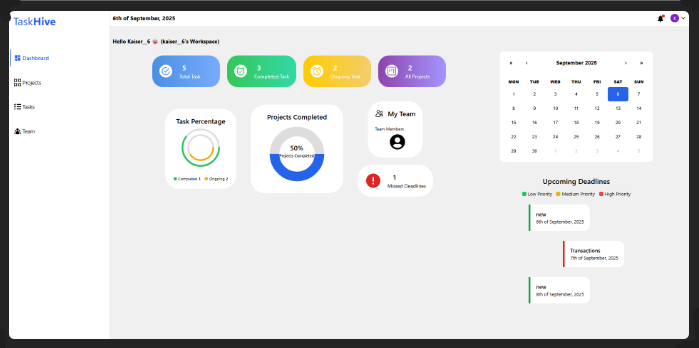 TaskHive
6th of September, 2025
K
Dashboard
Projects
Tasks
Team
Hello Kaiser_6 (kaiser_6's Workspace)
5
Total Task
3
Completed Task
2
Ongoing Task
2
All Projects
Task Percentage
Completed 3 Ongoing 2
Projects Completed
50%
Projects Completed
My Team
Team Members
1
Missed Deadlines
« ‹ September 2025 › »
MON TUE WED THU FRI SAT SUN
1 2 3 4 5 6 7
8 9 10 11 12 13 14
15 16 17 18 19 20 21
22 23 24 25 26 27 28
29 30 1 2 3 4 5
Upcoming Deadlines
Low Priority Medium Priority High Priority
new
6th of September, 2025
Transactions
7th of September, 2025
new
8th of September, 2025